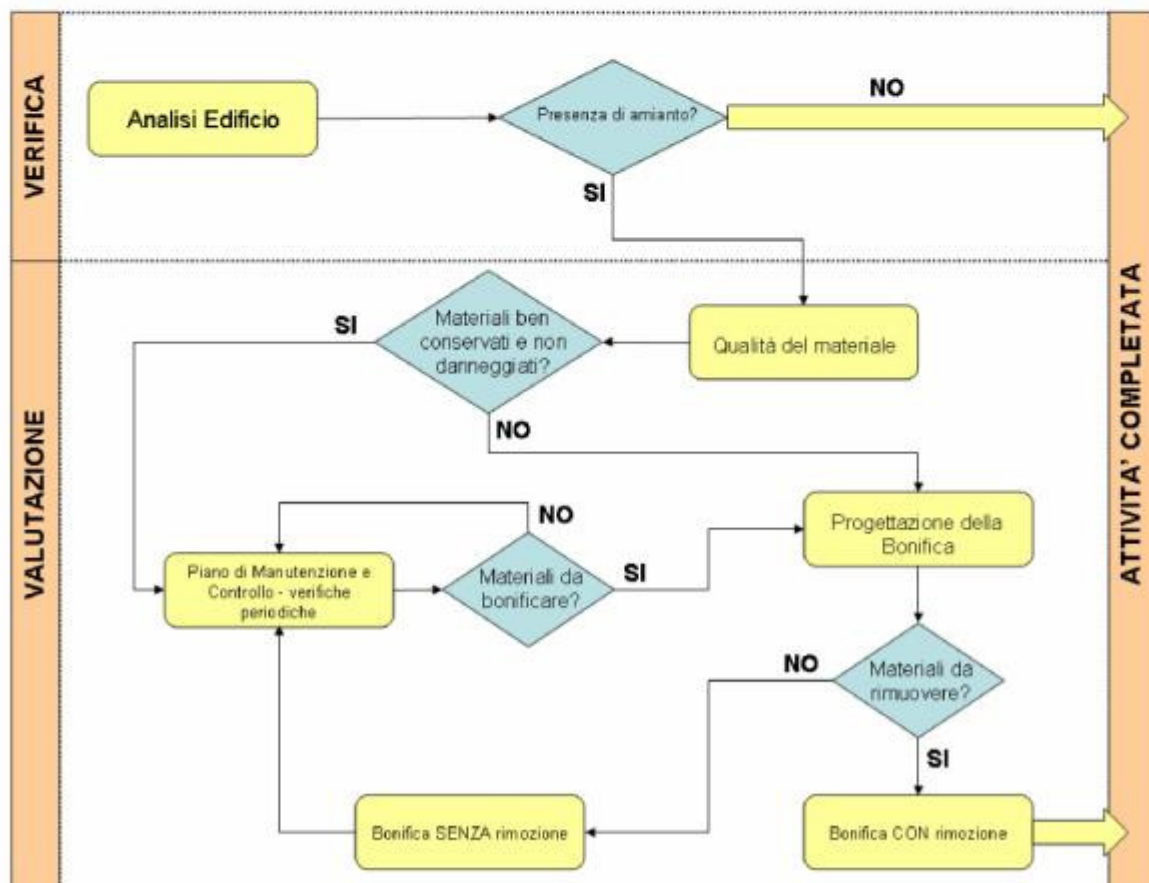 VERIFICA
Analisi Edificio
Presenza di amianto?
NO
SI
VALUTAZIONE
Materiali ben
conservati e non
danneggiati?
SI
NO
Qualità del materiale
Piano di Manutenzione e
Controllo - verifiche
periodiche
NO
Materiali da
bonificare?
SI
Progettazione della
Bonifica
NO
Materiali da
rimuovere?
SI
Bonifica SENZA rimozione
Bonifica CON rimozione
ATTIVITA' COMPLETATA